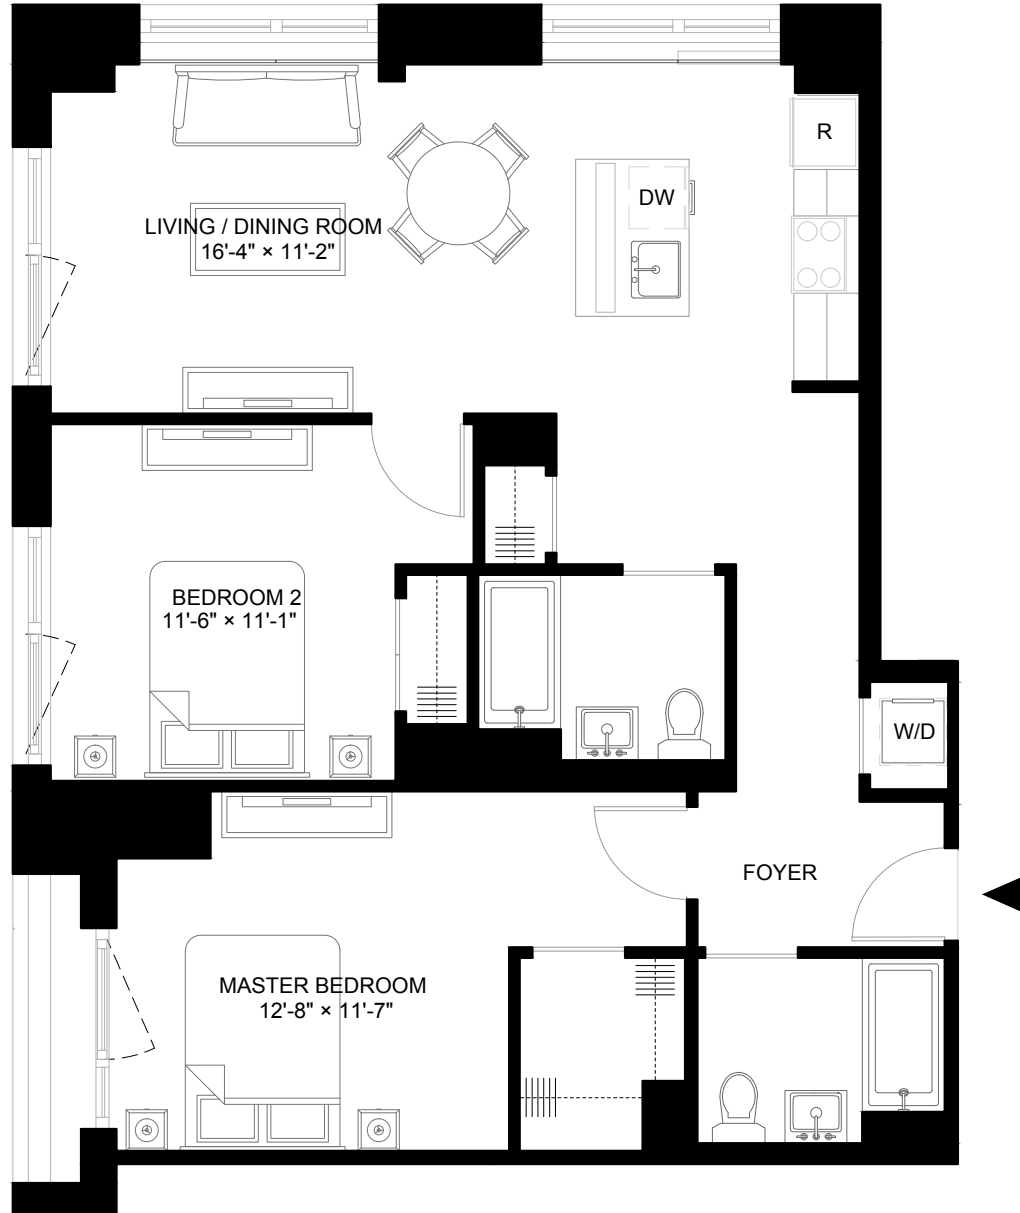 R
DW
LIVING / DINING ROOM
16'-4" × 11'-2"
BEDROOM 2
11'-6" × 11'-1"
W/D
FOYER
MASTER BEDROOM
12'-8" × 11'-7"